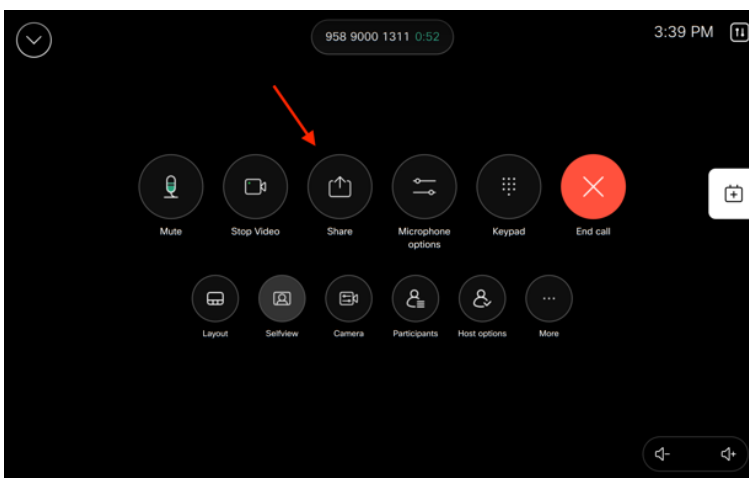 958 9000 1311 0:52
3:39 PM
Mute
Stop Video
Share
Microphone
options
Keypad
End call
Layout
Selfview
Camera
Participants
Host options
More